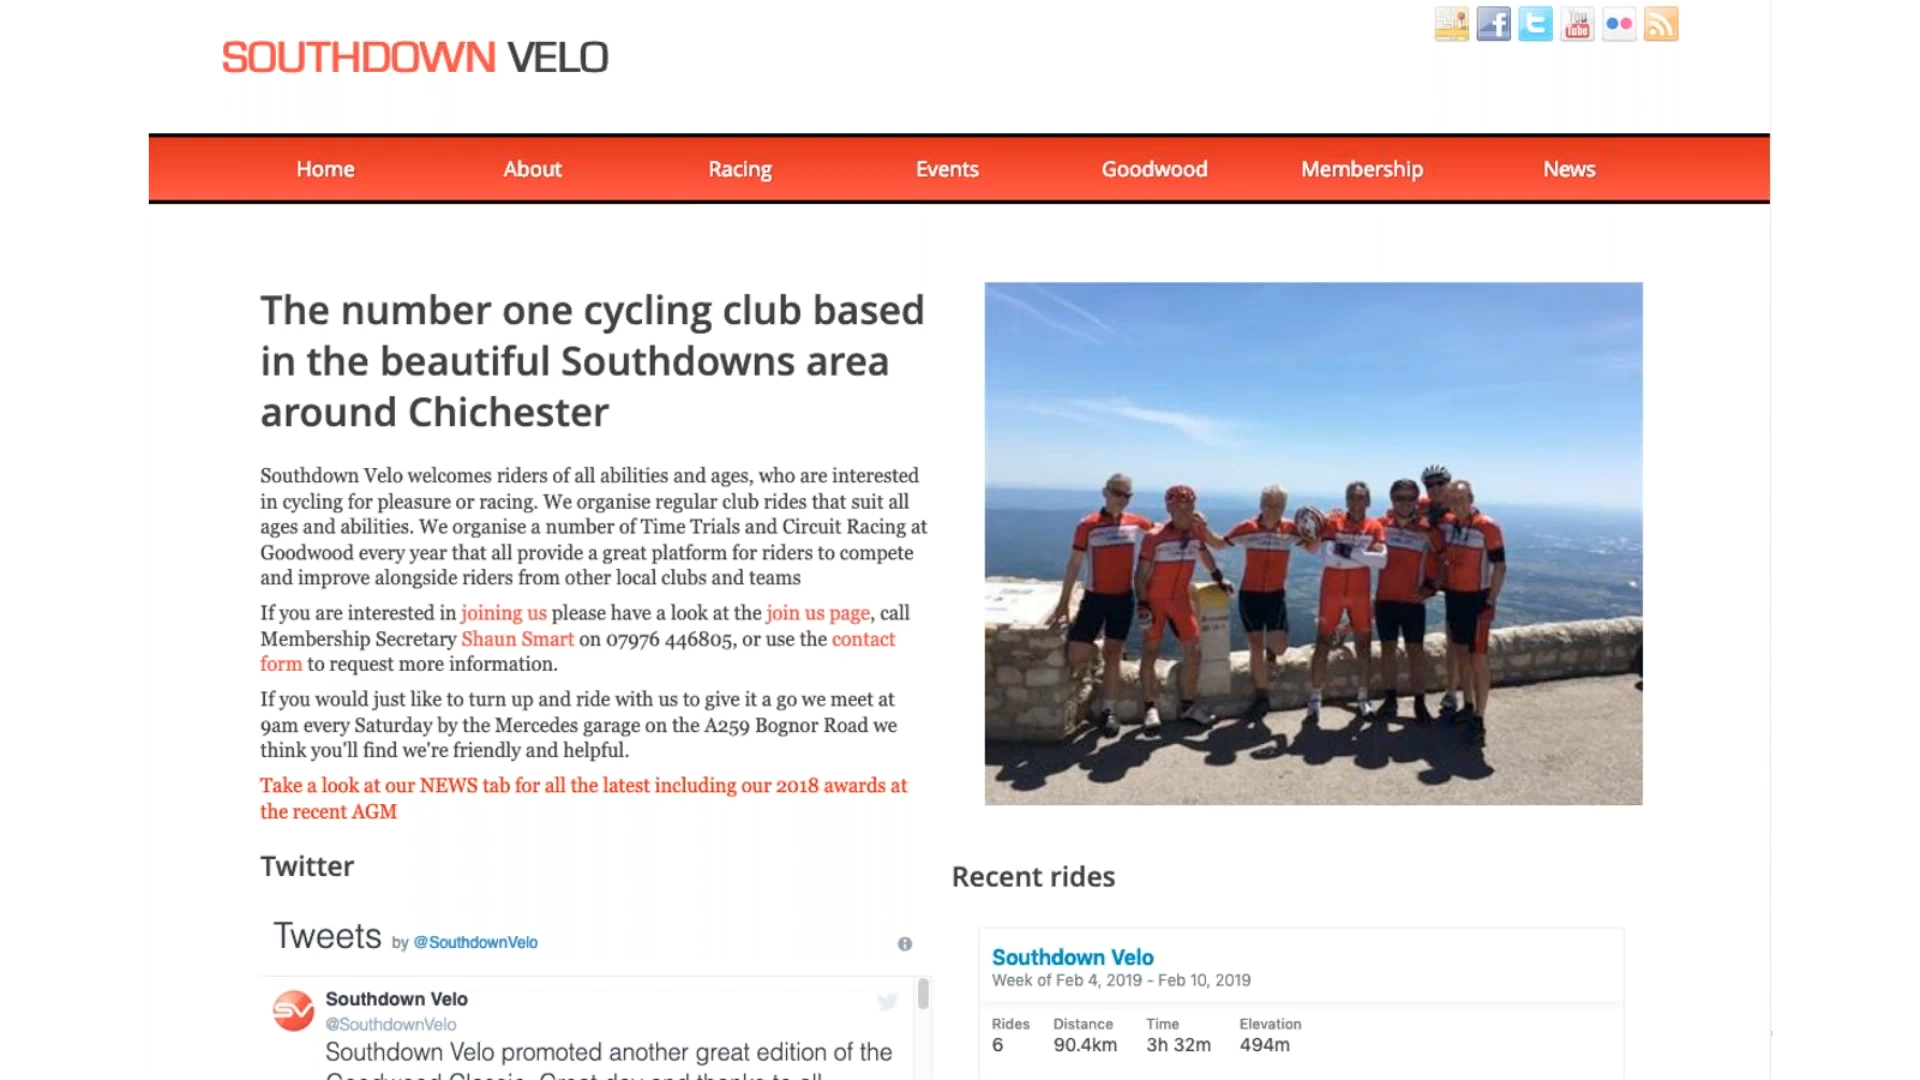 SOUTHDOWN VELO
You
Tube
Home About Racing Events Goodwood Membership News
The number one cycling club based
in the beautiful Southdowns area
around Chichester
Southdown Velo welcomes riders of all abilities and ages, who are interested
in cycling for pleasure or racing. We organise regular club rides that suit all
ages and abilities. We organise a number of Time Trials and Circuit Racing at
Goodwood every year that all provide a great platform for riders to compete
and improve alongside riders from other local clubs and teams
If you are interested in joining us please have a look at the join us page, call
Membership Secretary Shaun Smart on 07976 446805, or use the contact
form to request more information.
If you would just like to turn up and ride with us to give it a go we meet at
9am every Saturday by the Mercedes garage on the A259 Bognor Road we
think you'll find we're friendly and helpful.
Take a look at our NEWS tab for all the latest including our 2018 awards at
the recent AGM
Twitter
Tweets by @SouthdownVelo
SV
Southdown Velo
@SouthdownVelo
Southdown Velo promoted another great edition of the
Goodwood Classic. Great day and thanks to all
Recent rides
Southdown Velo
Week of Feb 4, 2019 - Feb 10, 2019
Rides Distance Time Elevation
6 90.4km 3h 32m 494m